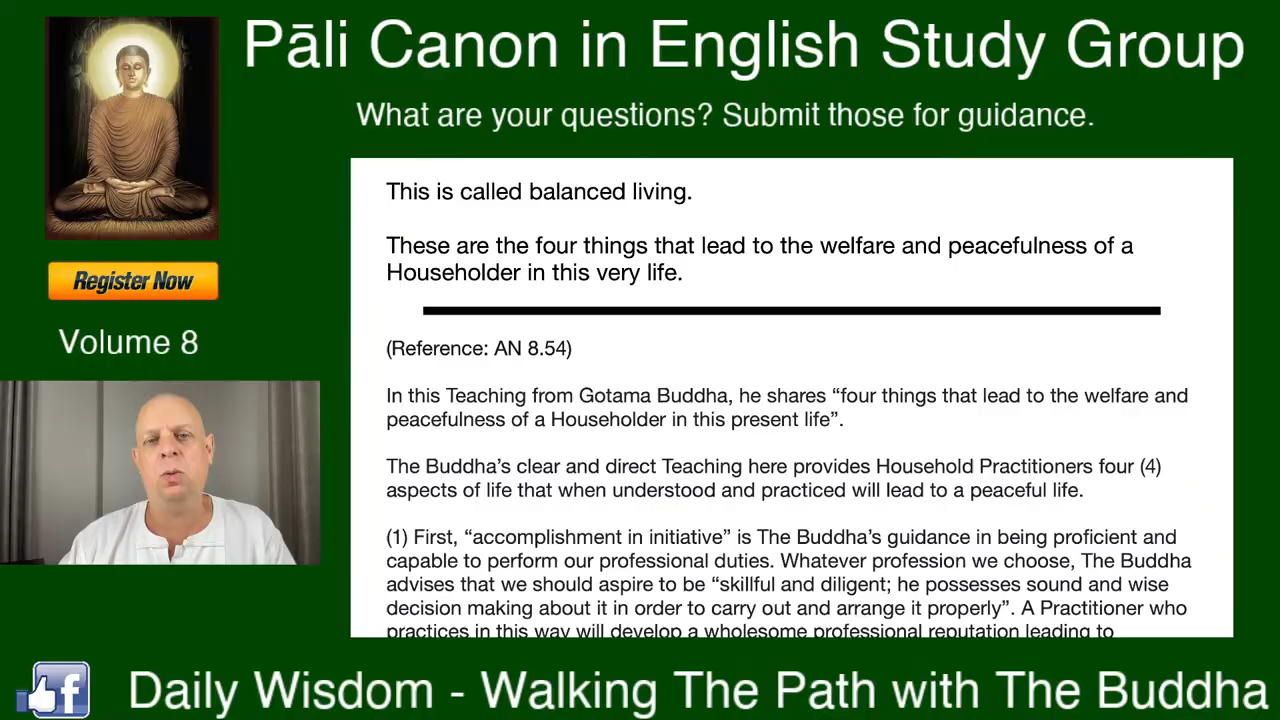 Pāli Canon in English Study Group
What are your questions? Submit those for guidance.
Register Now
Volume 8
This is called balanced living.
These are the four things that lead to the welfare and peacefulness of a
Householder in this very life.
(Reference: AN 8.54)
In this Teaching from Gotama Buddha, he shares “four things that lead to the welfare and
peacefulness of a Householder in this present life”.
The Buddha’s clear and direct Teaching here provides Household Practitioners four (4)
aspects of life that when understood and practiced will lead to a peaceful life.
(1) First, “accomplishment in initiative” is The Buddha’s guidance in being proficient and
capable to perform our professional duties. Whatever profession we choose, The Buddha
advises that we should aspire to be “skillful and diligent; he possesses sound and wise
decision making about it in order to carry out and arrange it properly”. A Practitioner who
practices in this way will develop a wholesome professional reputation leading to
f
Daily Wisdom - Walking The Path with The Buddha